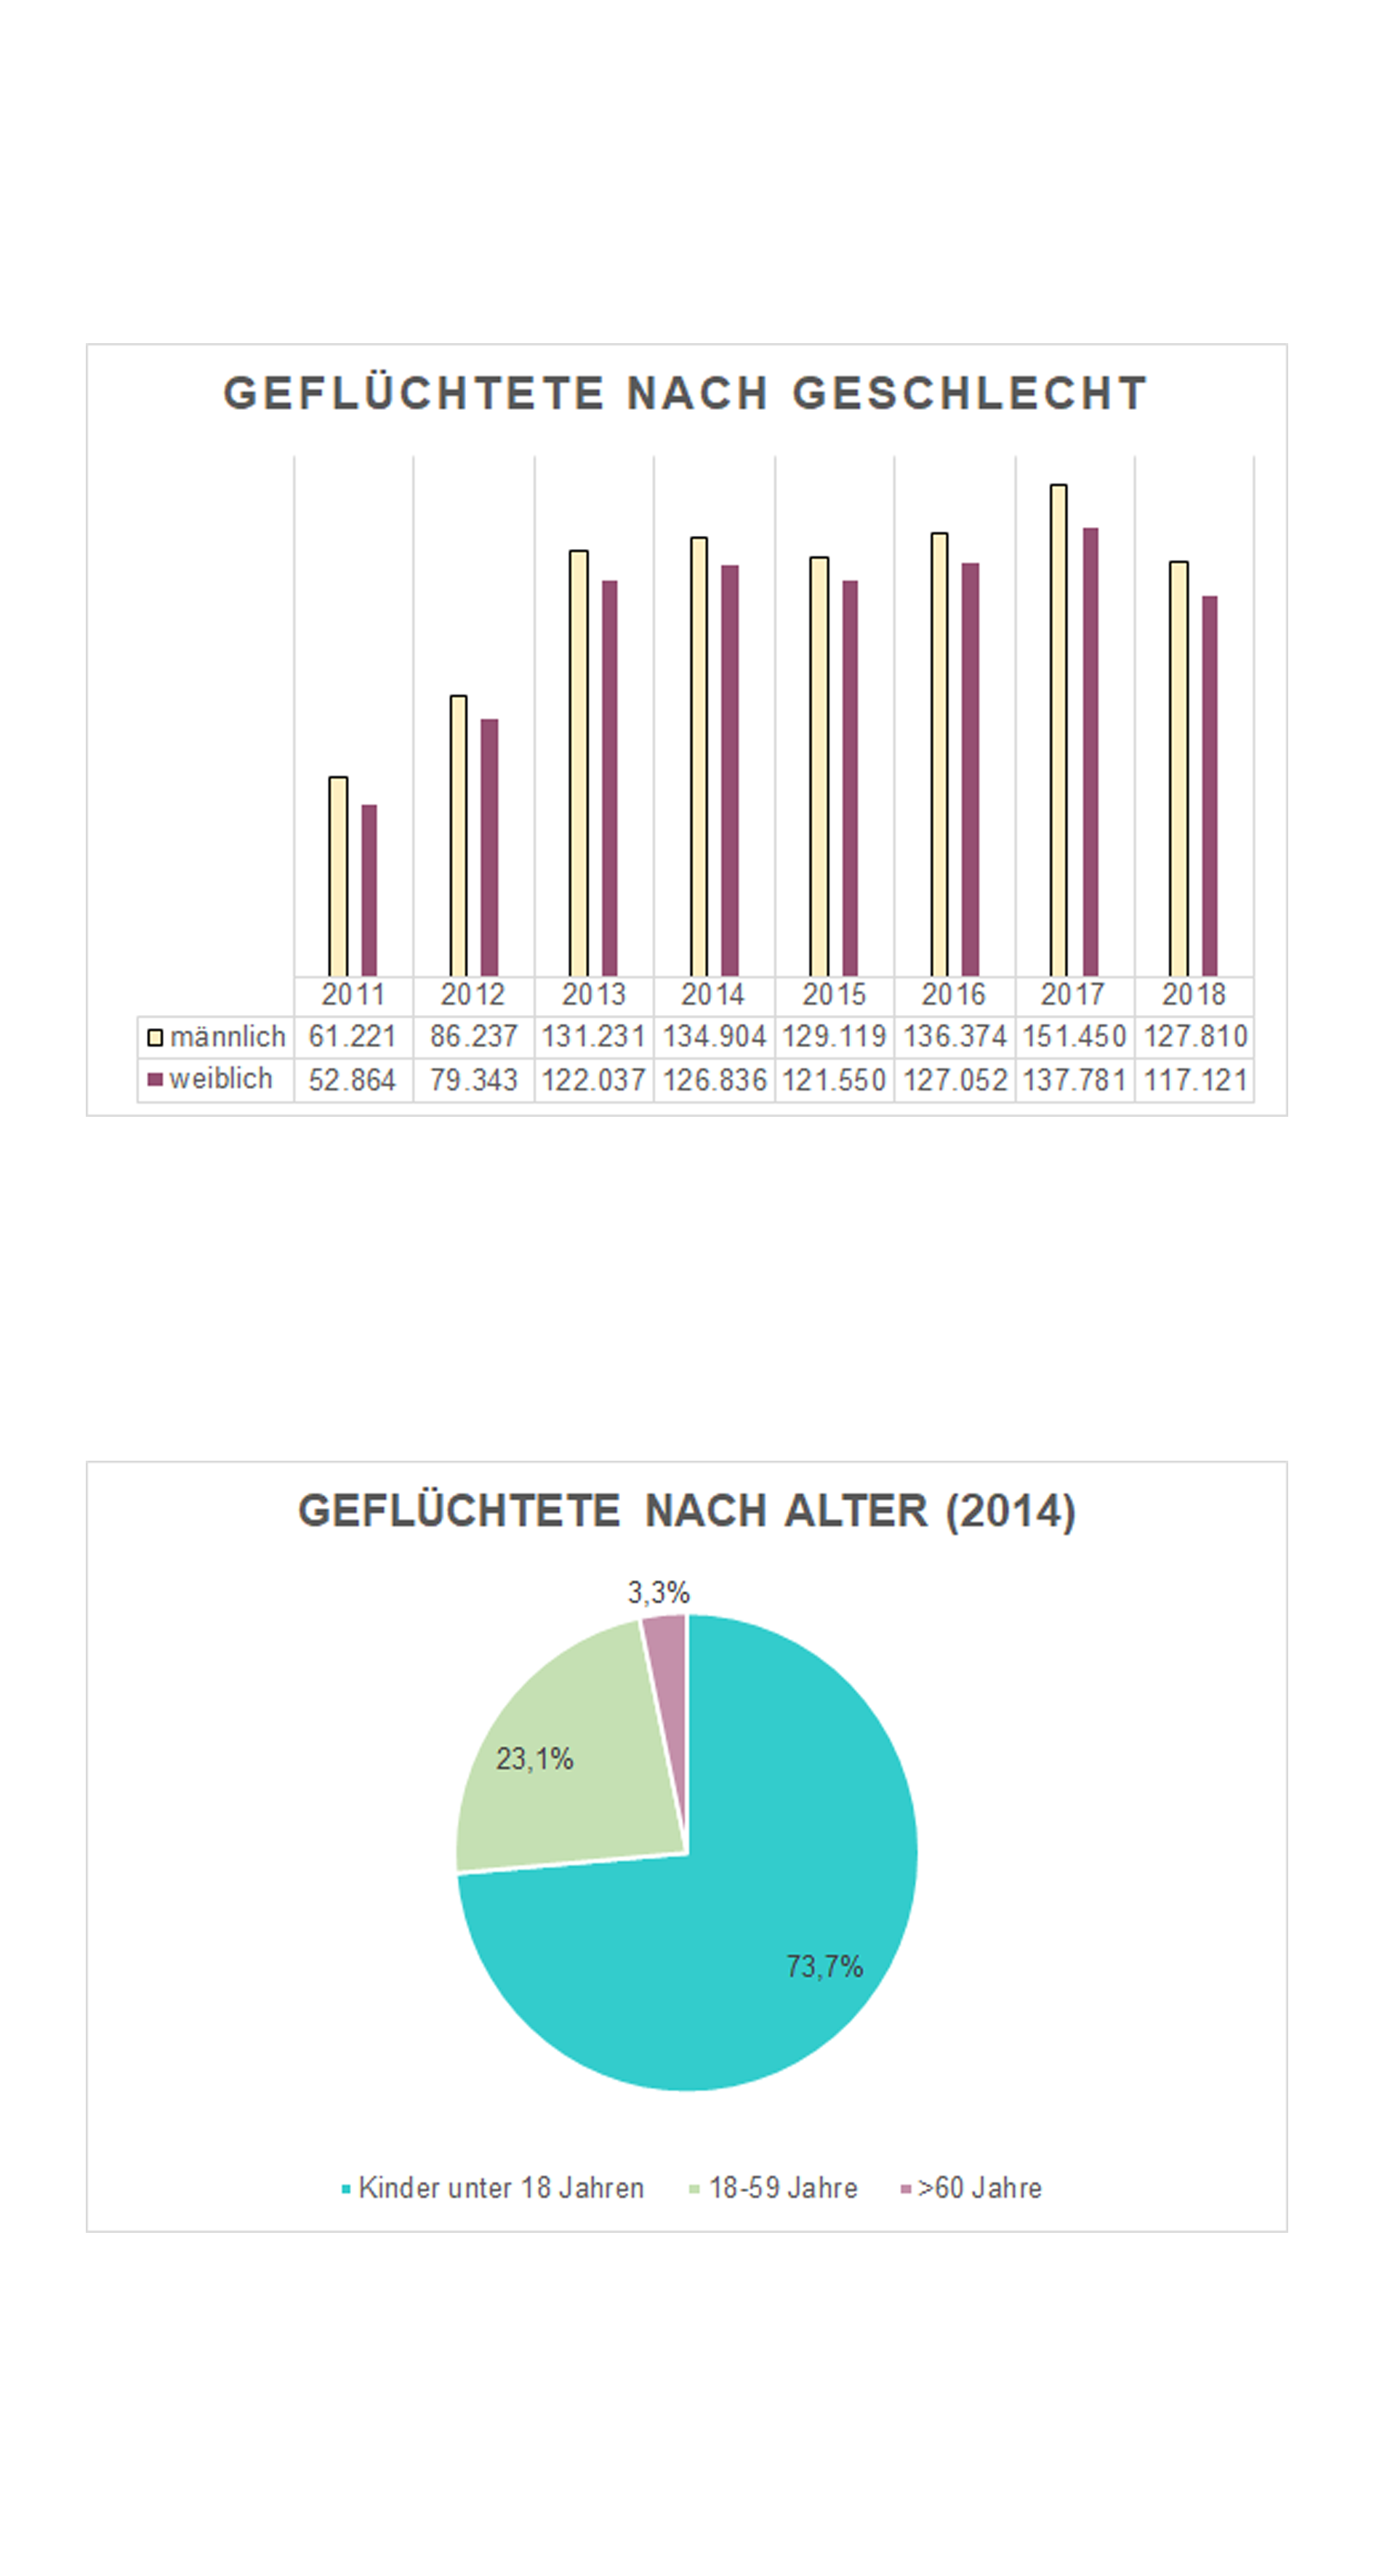 GEFLÜCHTETE NACH GESCHLECHT
2011 2012 2013 2014 2015 2016 2017 2018
männlich 61.221 86.237 131.231 134.904 129.119 136.374 151.450 127.810
weiblich 52.864 79.343 122.037 126.836 121.550 127.052 137.781 117.121
GEFLÜCHTETE NACH ALTER (2014)
3,3%
23,1%
73,7%
Kinder unter 18 Jahren 18-59 Jahre >60 Jahre